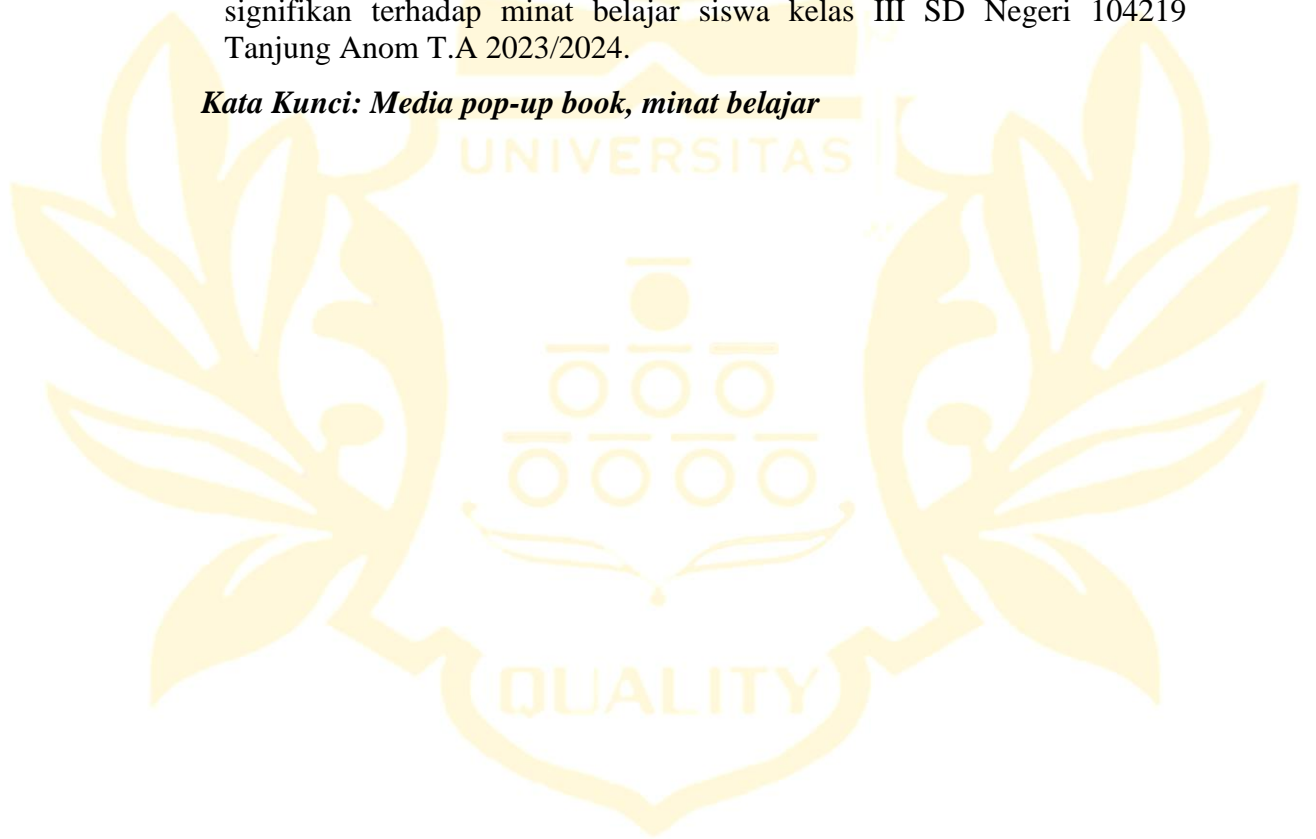 signifikan terhadap minat belajar siswa kelas III SD Negeri 104219
Tanjung Anom T.A 2023/2024.
Kata Kunci: Media pop-up book, minat belajar
UNIVERSITAS
QUALITY